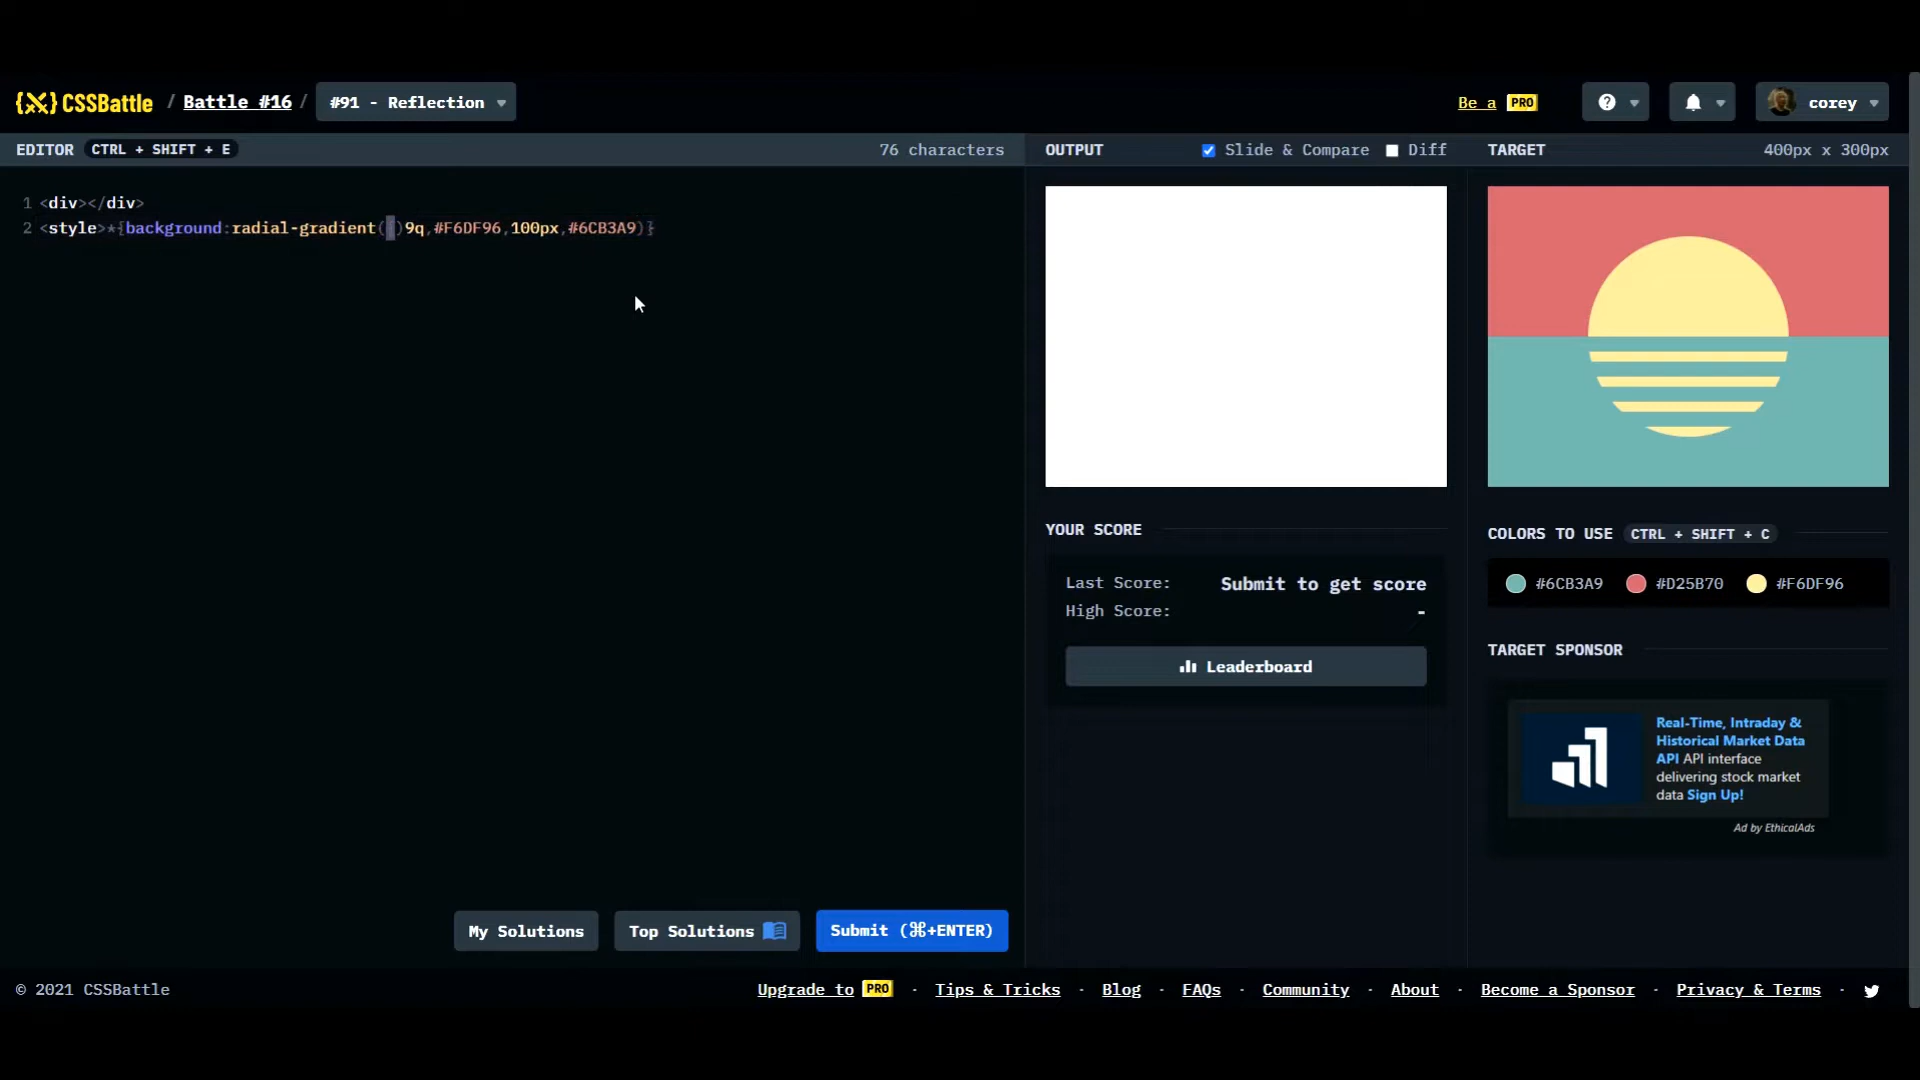 CSSBattle / Battle #16 / #91 - Reflection
Be a PRO
corey
EDITOR CTRL + SHIFT + E
76 characters
OUTPUT
Slide & Compare
Diff
TARGET
400px x 300px
1 <div></div>
2 <style>*{background:radial-gradient(()9q,#F6DF96,100px,#6CB3A9)}
YOUR SCORE
Last Score: Submit to get score
High Score: -
Leaderboard
COLORS TO USE CTRL + SHIFT + C
#6CB3A9 #D25B70 #F6DF96
TARGET SPONSOR
Real-Time, Intraday &
Historical Market Data
API API interface
delivering stock market
data Sign Up!
Ad by EthicalAds
My Solutions
Top Solutions
Submit (⌘+ENTER)
© 2021 CSSBattle
Upgrade to PRO · Tips & Tricks · Blog · FAQs · Community · About · Become a Sponsor · Privacy & Terms ·